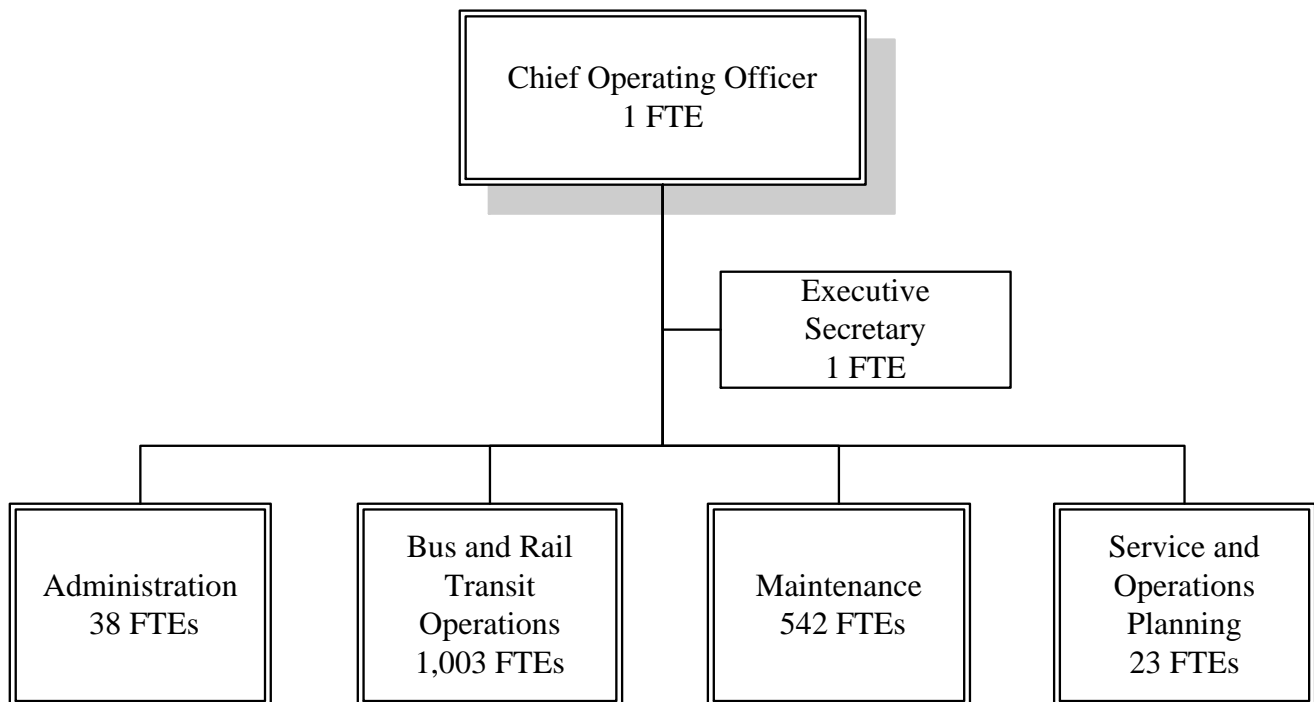 Chief Operating Officer
1 FTE
Executive
Secretary
1 FTE
Administration
38 FTEs
Bus and Rail
Transit
Operations
1,003 FTEs
Maintenance
542 FTEs
Service and
Operations
Planning
23 FTEs